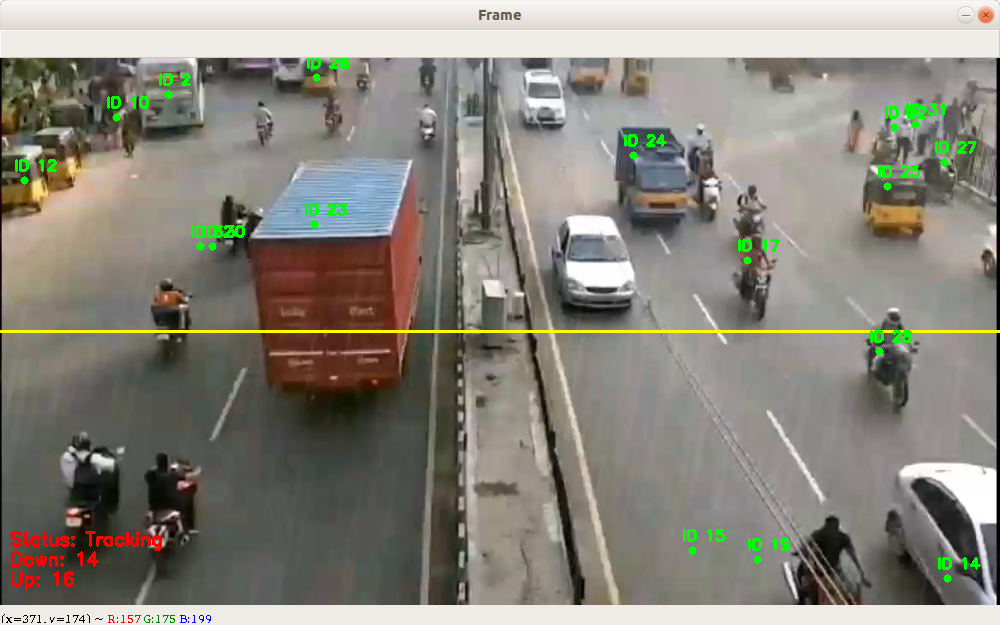 Frame
ID 26
ID 2
ID 10
ID 31
ID 24
ID 27
ID 12
ID 25
ID 23
ID 17
ID 28
ID 15
ID 19
ID 14
Status: Tracking
Down: 14
Up: 16
(x=371, y=174) ~ R:157 G:175 B:199